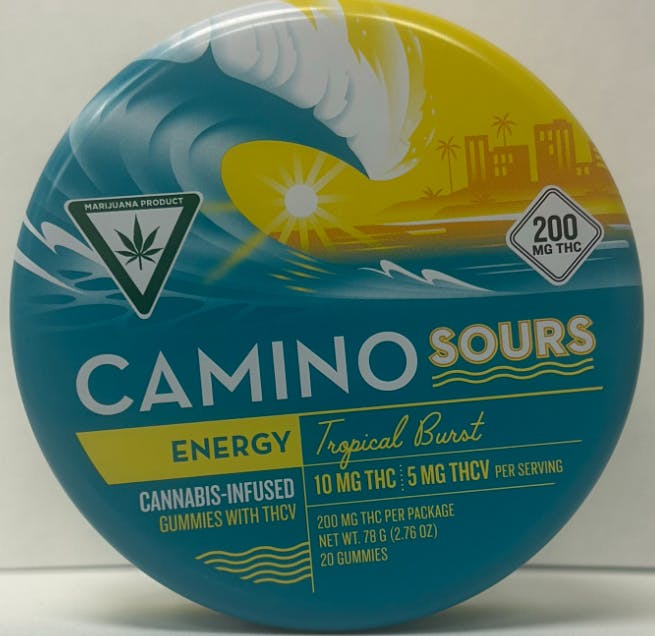 MARIJUANA PRODUCT
200
MG THC
CAMINO SOURS
ENERGY
Tropical Burst
CANNABIS-INFUSED
GUMMIES WITH THCV
10 MG THC 5 MG THCV PER SERVING
200 MG THC PER PACKAGE
NET WT. 78 G (2.76 OZ)
20 GUMMIES